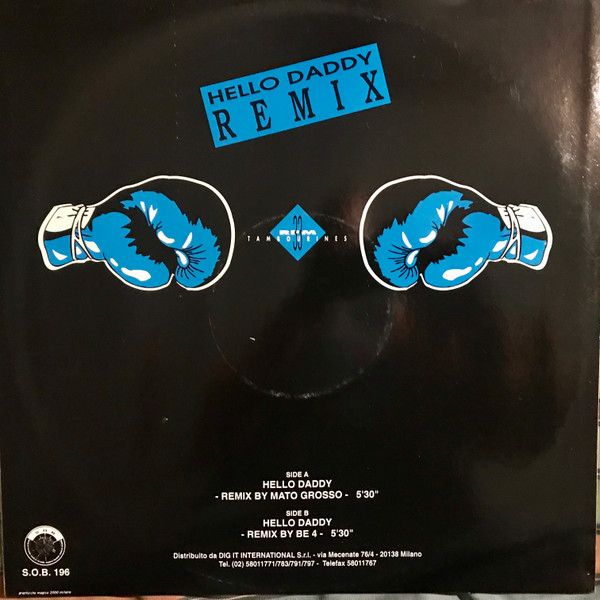 HELLO DADDY
REMIX
30
RPM
TAMBOURINES
SIDE A
HELLO DADDY
- REMIX BY MATO GROSSO - 5'30"
SIDE B
HELLO DADDY
- REMIX BY BE 4 - 5'30"
Distribuito da DIG IT INTERNATIONAL S.r.l. - via Mecenate 76/4 - 20138 Milano
Tel. (02) 58011771/783/791/797 - Telefax 58011767
S.O.B. 196